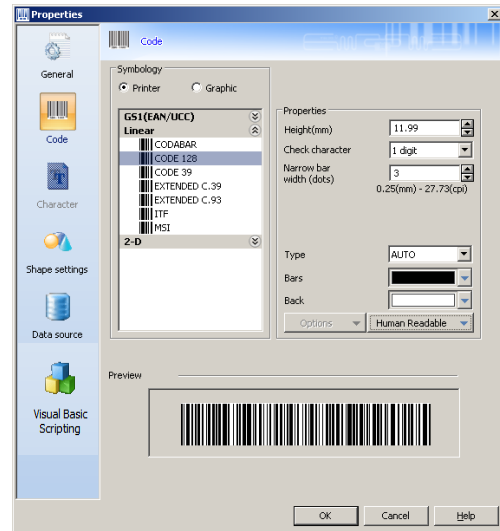 Properties
General
Code
Character
Shape settings
Data source
Visual Basic
Scripting
Code
Symbology
Printer
Graphic
GS1(EAN/UCC)
Linear
CODABAR
CODE 128
CODE 39
EXTENDED C.39
EXTENDED C.93
ITF
MSI
2-D
Properties
Height(mm)
11.99
Check character
1 digit
Narrow bar
width (dots)
3
0.25(mm) - 27.73(cpi)
Type
AUTO
Bars
Back
Options
Human Readable
Preview
OK
Cancel
Help